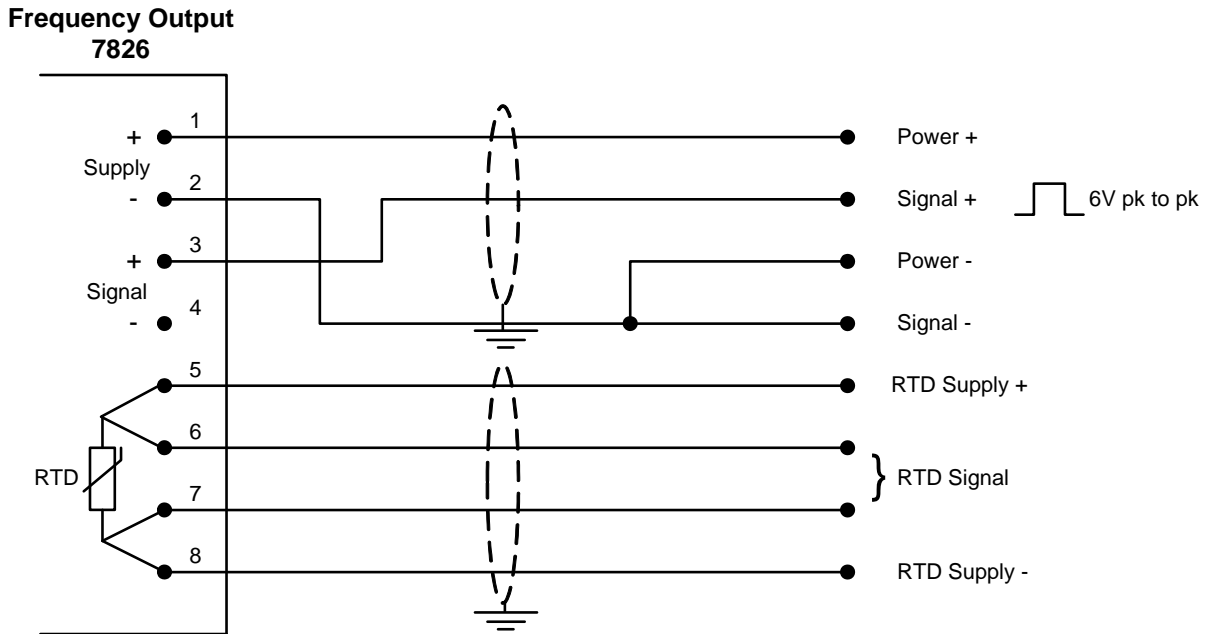 Frequency Output
7826
1
+
Supply
2
-
3
+
Signal
4
-
5
6
RTD
7
8
Power +
Signal +
6V pk to pk
Power -
Signal -
RTD Supply +
} RTD Signal
RTD Supply -